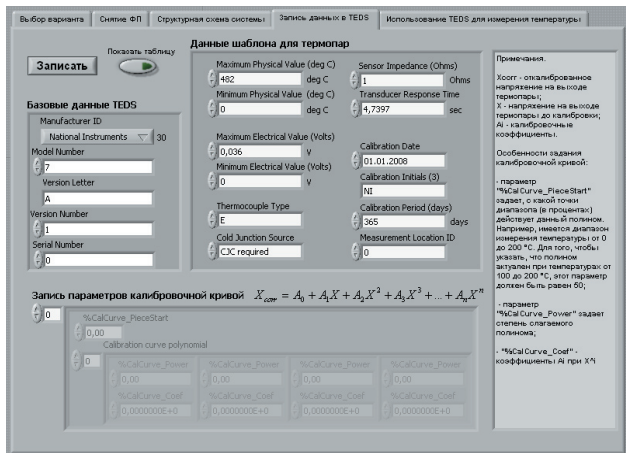 Выбор варианта
Снятие ФП
Структурная схема системы
Запись данных в TEDS
Использование TEDS для измерения температуры
Записать
Показать таблицу
Базовые данные TEDS
Manufacturer ID
National Instruments 30
Model Number
7
Version Letter
A
Version Number
1
Serial Number
0
Данные шаблона для термопар
Maximum Physical Value (deg C)
482 deg C
Minimum Physical Value (deg C)
0 deg C
Maximum Electrical Value (Volts)
0,036 V
Minimum Electrical Value (Volts)
0 V
Thermocouple Type
E
Cold Junction Source
CJC required
Sensor Impedance (Ohms)
1 Ohms
Transducer Response Time
4,7397 sec
Calibration Date
01.01.2008
Calibration Initials (3)
NI
Calibration Period (days)
365 days
Measurement Location ID
0
Примечания.
Xcorr - откалиброванное
напряжение на выходе
термопары;
X - напряжение на выходе
термопары до калибровки;
Ai - калибровочные
коэффициенты.
Особенности задания
калибровочной кривой:
- параметр
"%CalCurve_PieceStart"
задает, с какой точки
диапазона (в процентах)
действует данный полином.
Например, имеется диапазон
измерения температуры от 0
до 200 °C. Для того, чтобы
указать, что полином
актуален при температурах от
100 до 200 °C, этот параметр
должен быть равен 50;
- параметр
"%CalCurve_Power" задает
степень слагаемого
полинома;
- "%CalCurve_Coef" -
коэффициенты Ai при X^i
Запись параметров калибровочной кривой X_corr = A₀ + A₁X + A₂X² + A₃X³ + ... + AₙXⁿ
0
%CalCurve_PieceStart
0,00
Calibration curve polynomial
0
%CalCurve_Power %CalCurve_Power %CalCurve_Power %CalCurve_Power
0,00 0,00 0,00 0,00
%CalCurve_Coef %CalCurve_Coef %CalCurve_Coef %CalCurve_Coef
0,0000000E+0 0,0000000E+0 0,0000000E+0 0,0000000E+0